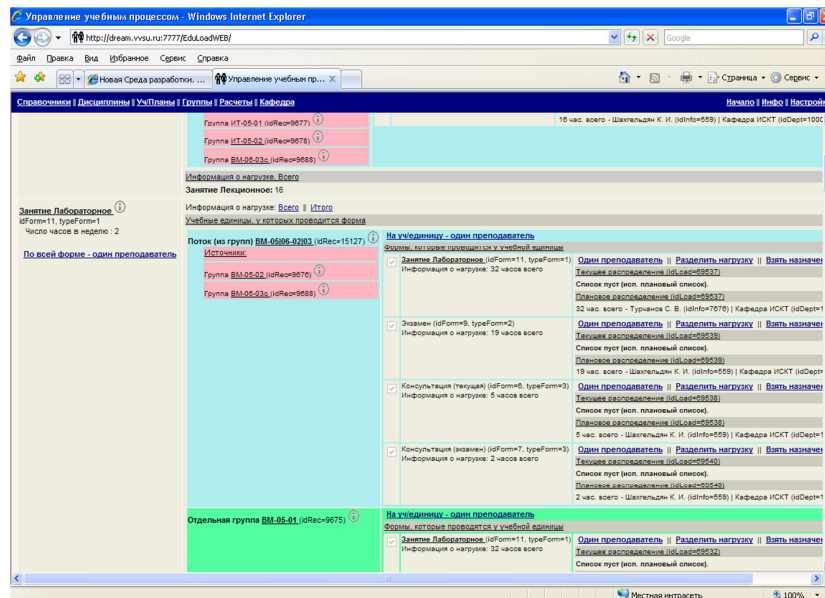 Управление учебным процессом - Windows Internet Explorer
http://dream.vvsu.ru:7777/EduLoadWEB/
Google
Файл Правка Вид Избранное Сервис Справка
Новая Среда разработки. ...
Управление учебным пр... X
Страница
Сервис
Справочники || Дисциплины || Уч/Планы || Группы || Расчеты || Кафедра
Начало || Инфо || Настройк
Группа ИТ-05-01 (idRec=9677)
16 час. всего - Шахгельдян К. И. (idInfo=559) | Кафедра ИСКТ (idDept=1000
Группа ИТ-05-02 (idRec=9678)
Группа ВМ-06-03с (idRec=9688)
Информация о нагрузке, Всего
Занятие Лекционное: 16
Занятие Лабораторное
idForm=11, typeForm=1
Число часов в неделю : 2
По всей форме - один преподаватель
Информация о нагрузке: Всего || Итого
Учебные единицы, у которых проводится форма
Поток (из групп) ВМ-05|06-02|03 (idRec=15127)
Источники:
Группа ВМ-05-02 (idRec=9676)
Группа ВМ-06-03с (idRec=9688)
На уч/единицу - один преподаватель
Формы, которые проводятся у учебной единицы
Занятие Лабораторное (idForm=11, typeForm=1)
Информация о нагрузке: 32 часов всего
Один преподаватель || Разделить нагрузку || Взять назначен
Текущее распределение (idLoad=69537)
Список пуст (исп. плановый список).
Плановое распределение (idLoad=69537)
32 час. всего - Турчанов С. В. (idInfo=7676) | Кафедра ИСКТ (idDept=1
Экзамен (idForm=9, typeForm=2)
Информация о нагрузке: 19 часов всего
Один преподаватель || Разделить нагрузку || Взять назначен
Текущее распределение (idLoad=69539)
Список пуст (исп. плановый список).
Плановое распределение (idLoad=69539)
19 час. всего - Шахгельдян К. И. (idInfo=559) | Кафедра ИСКТ (idDept=
Консультация (текущая) (idForm=6, typeForm=3)
Информация о нагрузке: 5 часов всего
Один преподаватель || Разделить нагрузку || Взять назначен
Текущее распределение (idLoad=69538)
Список пуст (исп. плановый список).
Плановое распределение (idLoad=69538)
5 час. всего - Шахгельдян К. И. (idInfo=559) | Кафедра ИСКТ (idDept=1
Консультация (экзамен) (idForm=7, typeForm=3)
Информация о нагрузке: 2 часов всего
Один преподаватель || Разделить нагрузку || Взять назначен
Текущее распределение (idLoad=69540)
Список пуст (исп. плановый список).
Плановое распределение (idLoad=69540)
2 час. всего - Шахгельдян К. И. (idInfo=559) | Кафедра ИСКТ (idDept=1
Отдельная группа ВМ-05-01 (idRec=9675)
На уч/единицу - один преподаватель
Формы, которые проводятся у учебной единицы
Занятие Лабораторное (idForm=11, typeForm=1)
Информация о нагрузке: 32 часов всего
Один преподаватель || Разделить нагрузку || Взять назначен
Текущее распределение (idLoad=69532)
Список пуст (исп. плановый список).
Местная интрасеть
100%